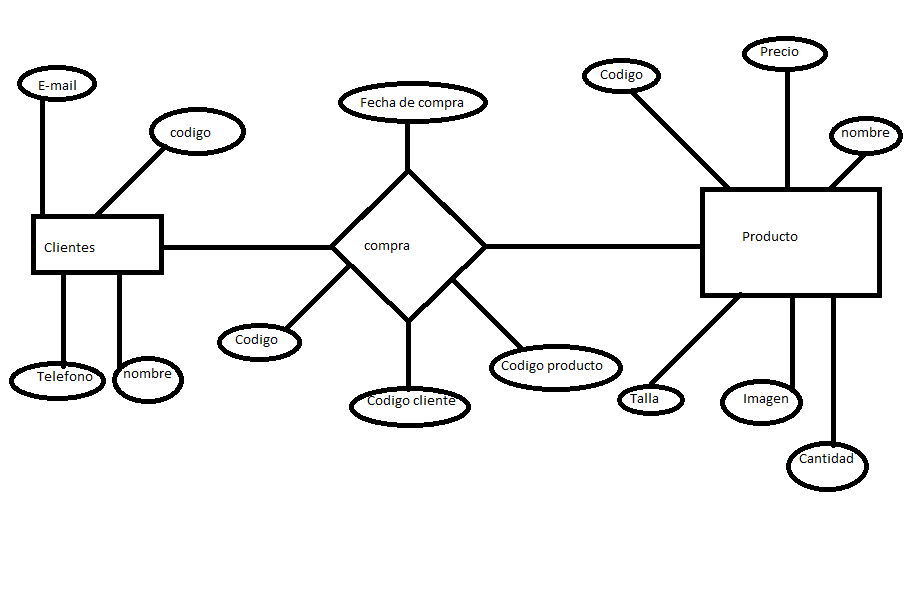 Precio
Codigo
E-mail
Fecha de compra
codigo
nombre
Clientes
compra
Producto
Codigo
Codigo producto
Telefono
nombre
Codigo cliente
Talla
Imagen
Cantidad